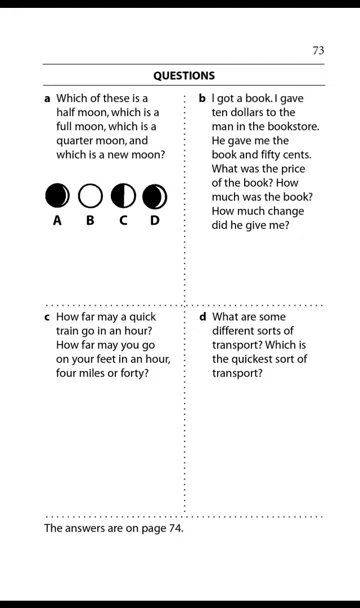 73
QUESTIONS
a Which of these is a
half moon, which is a
full moon, which is a
quarter moon, and
which is a new moon?
A B C D
b I got a book. I gave
ten dollars to the
man in the bookstore.
He gave me the
book and fifty cents.
What was the price
of the book? How
much was the book?
How much change
did he give me?
c How far may a quick
train go in an hour?
How far may you go
on your feet in an hour,
four miles or forty?
d What are some
different sorts of
transport? Which is
the quickest sort of
transport?
The answers are on page 74.